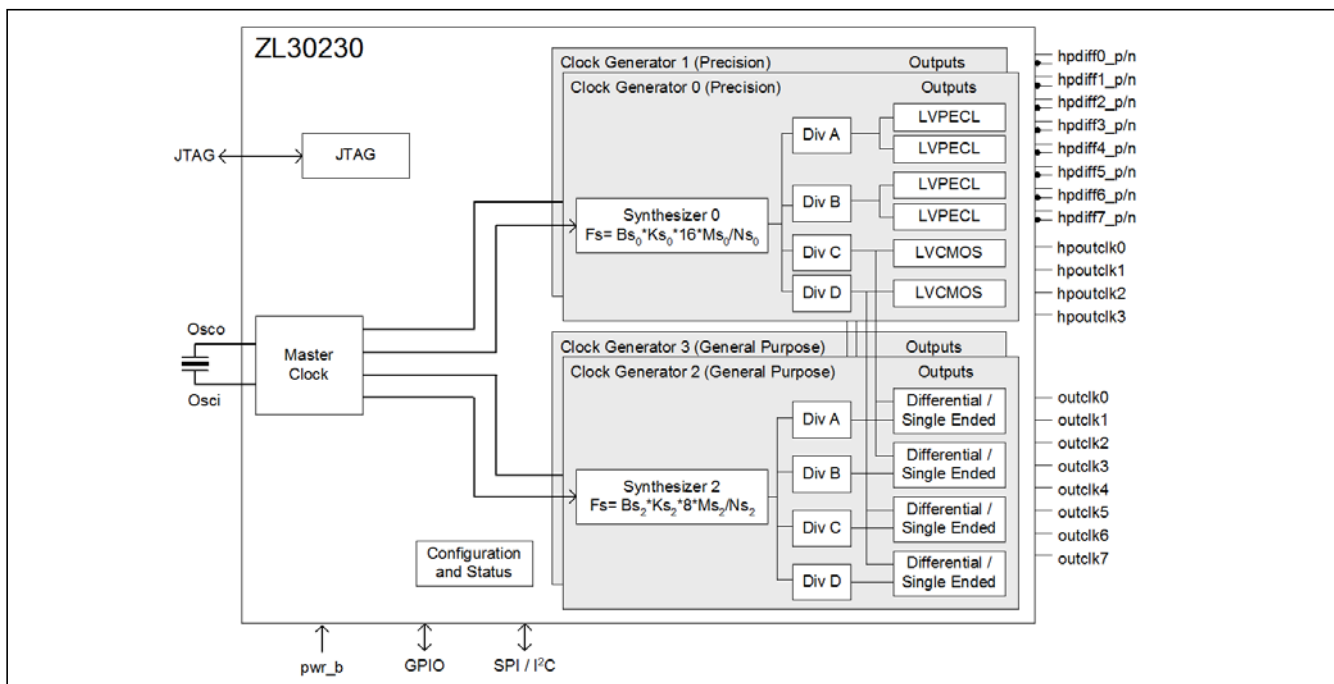 ZL30230
Clock Generator 1 (Precision) Outputs
Clock Generator 0 (Precision) Outputs
LVPECL
Div A
LVPECL
LVPECL
Div B
LVPECL
Synthesizer 0
Fs= Bs₀*Ks₀*16*Ms₀/Ns₀
Div C
LVCMOS
Div D
LVCMOS
JTAG
JTAG
Osco
Master
Clock
Osci
Clock Generator 3 (General Purpose) Outputs
Clock Generator 2 (General Purpose) Outputs
Div A
Differential /
Single Ended
Div B
Differential /
Single Ended
Synthesizer 2
Fs= Bs₂*Ks₂*8*Ms₂/Ns₂
Div C
Differential /
Single Ended
Div D
Differential /
Single Ended
Configuration
and Status
hpdiff0_p/n
hpdiff1_p/n
hpdiff2_p/n
hpdiff3_p/n
hpdiff4_p/n
hpdiff5_p/n
hpdiff6_p/n
hpdiff7_p/n
hpoutclk0
hpoutclk1
hpoutclk2
hpoutclk3
outclk0
outclk1
outclk2
outclk3
outclk4
outclk5
outclk6
outclk7
pwr_b
GPIO
SPI / I²C